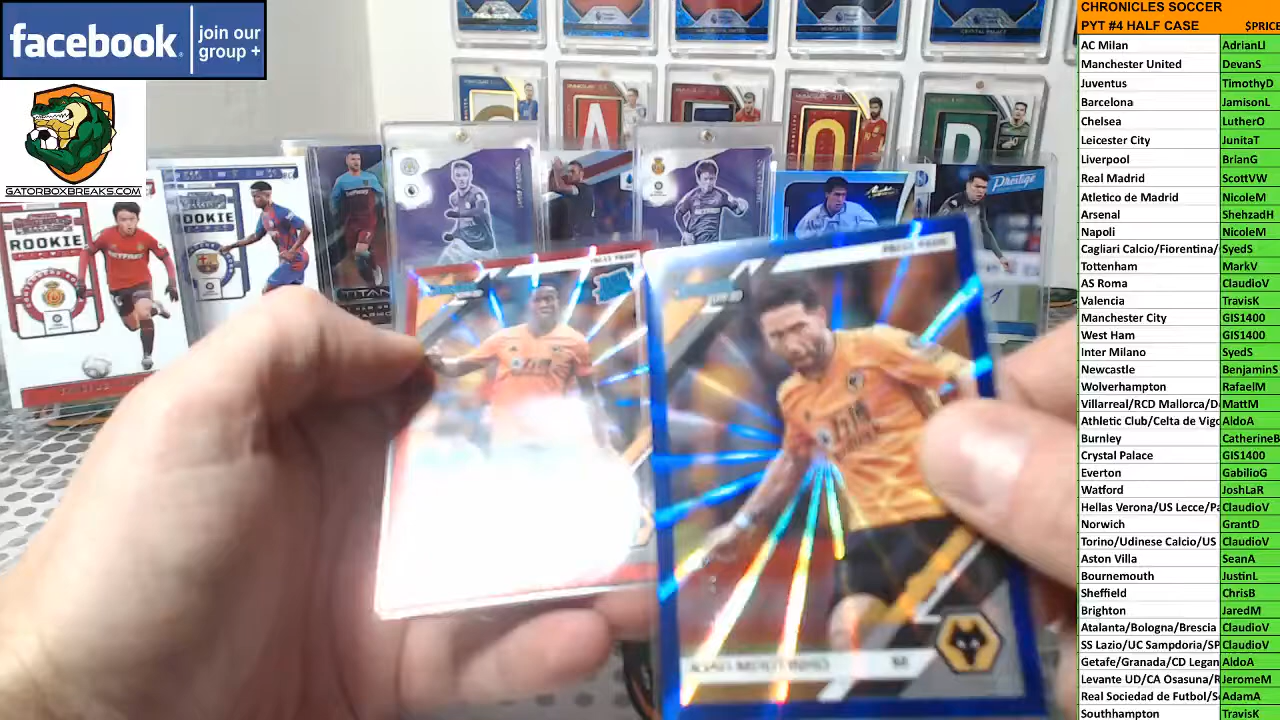 facebook
join our
group +
GATORBOXBREAKS.COM
ROOKIE
ROOKIE
Prestige
CHRONICLES SOCCER
PYT #4 HALF CASE $PRIC
AC Milan AdrianLI
Manchester United DevanS
Juventus TimothyD
Barcelona JamisonL
Chelsea LutherO
Leicester City JunitaT
Liverpool BrianG
Real Madrid ScottVW
Atletico de Madrid NicoleM
Arsenal ShehzadH
Napoli NicoleM
Cagliari Calcio/Fiorentina/ SyedS
Tottenham MarkV
AS Roma ClaudioV
Valencia TravisK
Manchester City GIS1400
West Ham GIS1400
Inter Milano SyedS
Newcastle BenjaminS
Wolverhampton RafaelM
Villarreal/RCD Mallorca/D MattM
Athletic Club/Celta de Vigo AldoA
Burnley CatherineB
Crystal Palace GIS1400
Everton GabilioG
Watford JoshLaR
Hellas Verona/US Lecce/Pa ClaudioV
Norwich GrantD
Torino/Udinese Calcio/US ClaudioV
Aston Villa SeanA
Bournemouth JustinL
Sheffield ChrisB
Brighton JaredM
Atalanta/Bologna/Brescia ClaudioV
SS Lazio/UC Sampdoria/SP ClaudioV
Getafe/Granada/CD Legan AldoA
Levante UD/CA Osasuna/R JeromeM
Real Sociedad de Futbol/S AdamA
Southhampton TravisK